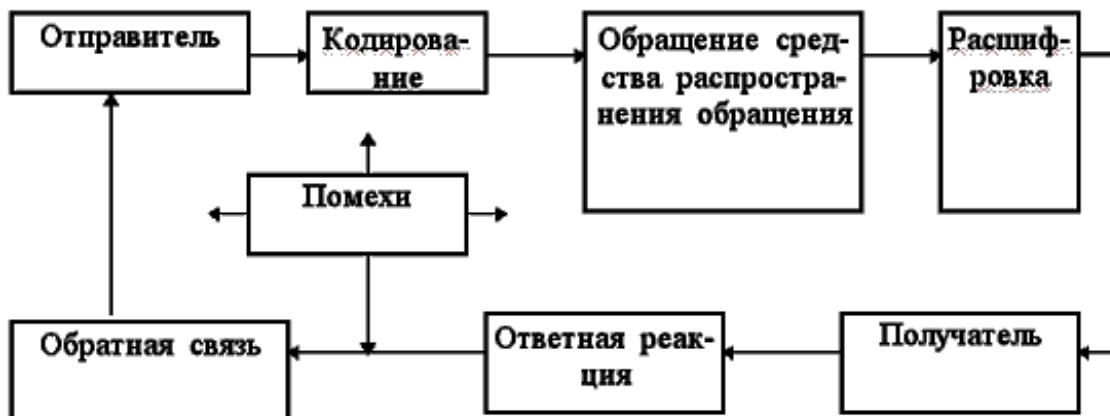 Отправитель
Кодирова-
ние
Обращение сред-
ства распростра-
нения обращения
Расшиф-
ровка
Помехи
Обратная связь
Ответная реак-
ция
Получатель